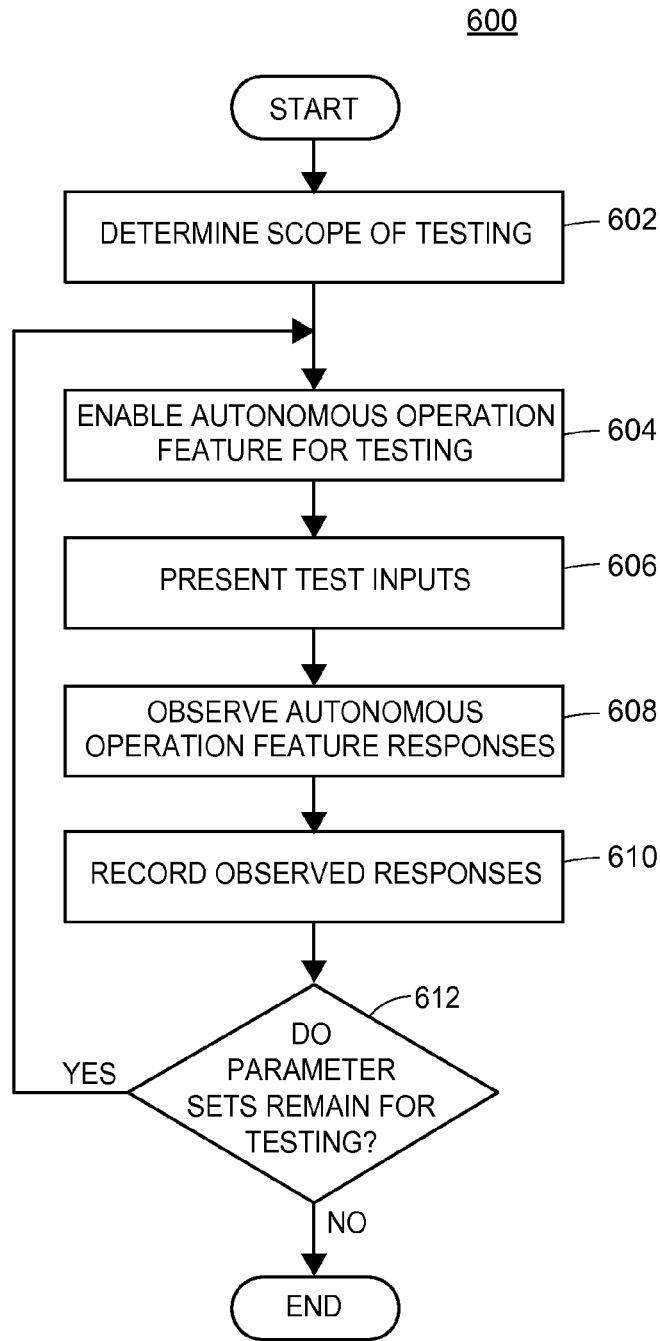 600
START
DETERMINE SCOPE OF TESTING
602
ENABLE AUTONOMOUS OPERATION
FEATURE FOR TESTING
604
PRESENT TEST INPUTS
606
OBSERVE AUTONOMOUS
OPERATION FEATURE RESPONSES
608
RECORD OBSERVED RESPONSES
610
612
DO
PARAMETER
SETS REMAIN FOR
TESTING?
YES
NO
END